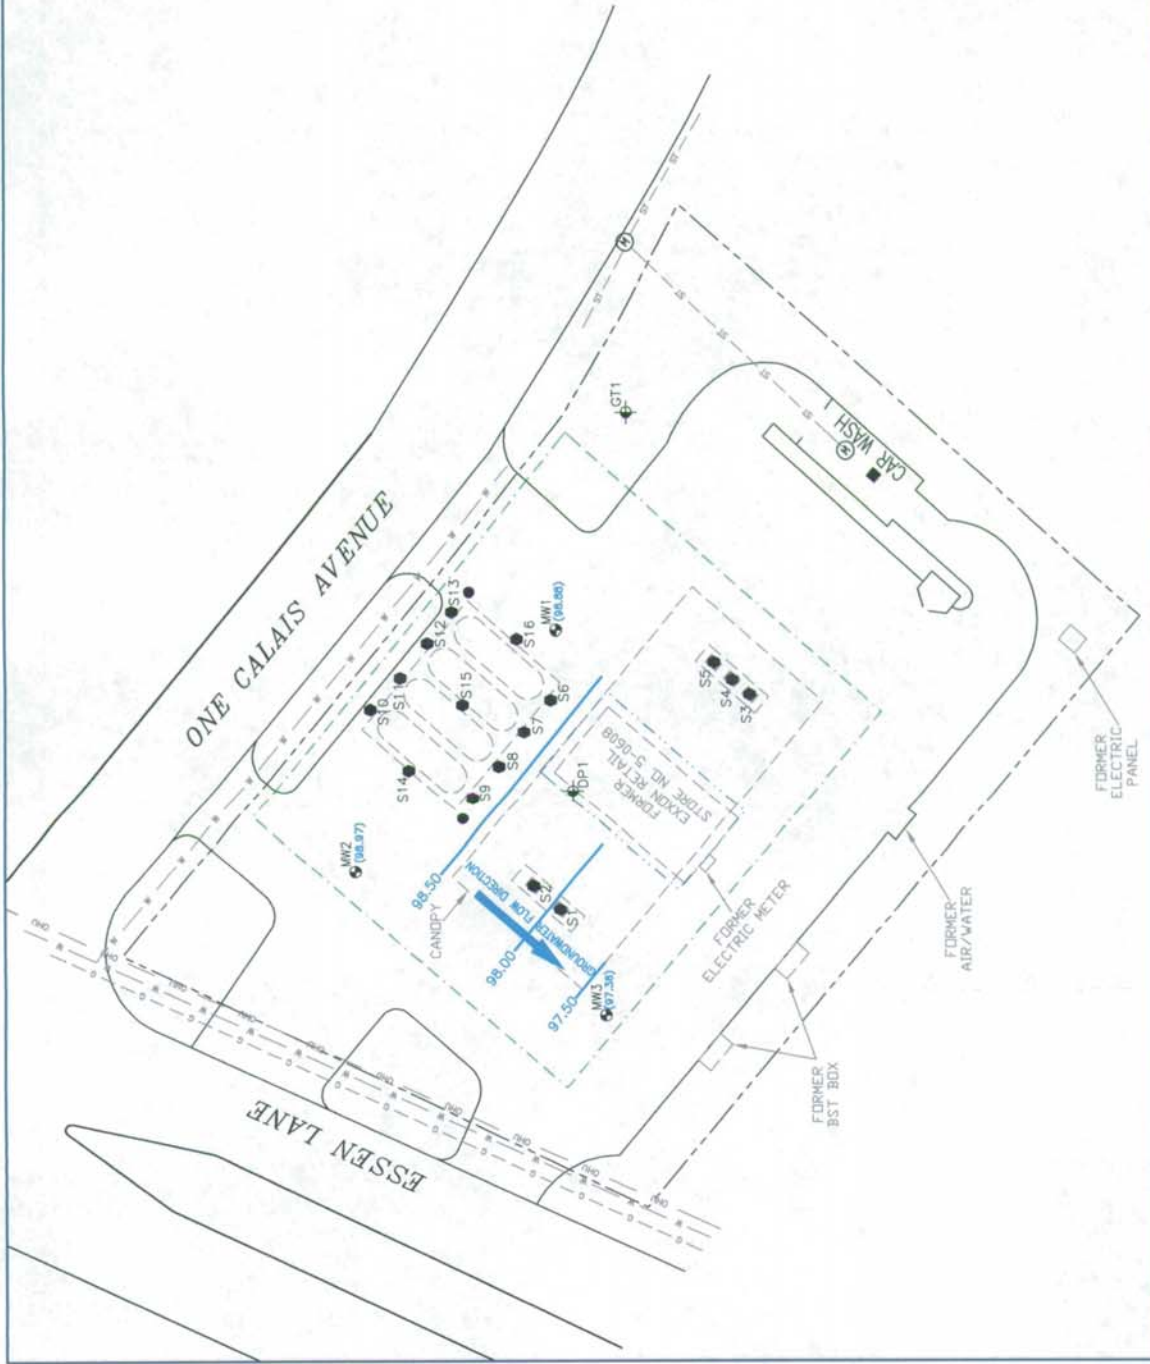 ONE CALAIS AVENUE
ESSEN LANE
GT1
CAR WASH
S13
S12
S11
S10
S16
S15
S14
MW1
(98.88)
MW2
(98.97)
S6
S7
S8
S9
S5
S4
S3
DP1
FORMER
EXXON RETAIL
STORE NO. 5-0608
98.50
CANOPY
GROUNDWATER FLOW DIRECTION
S2
S1
98.00
97.50
MW3
(97.38)
FORMER
ELECTRIC METER
FORMER
ELECTRIC
PANEL
FORMER
AIR/WATER
FORMER
BST BOX